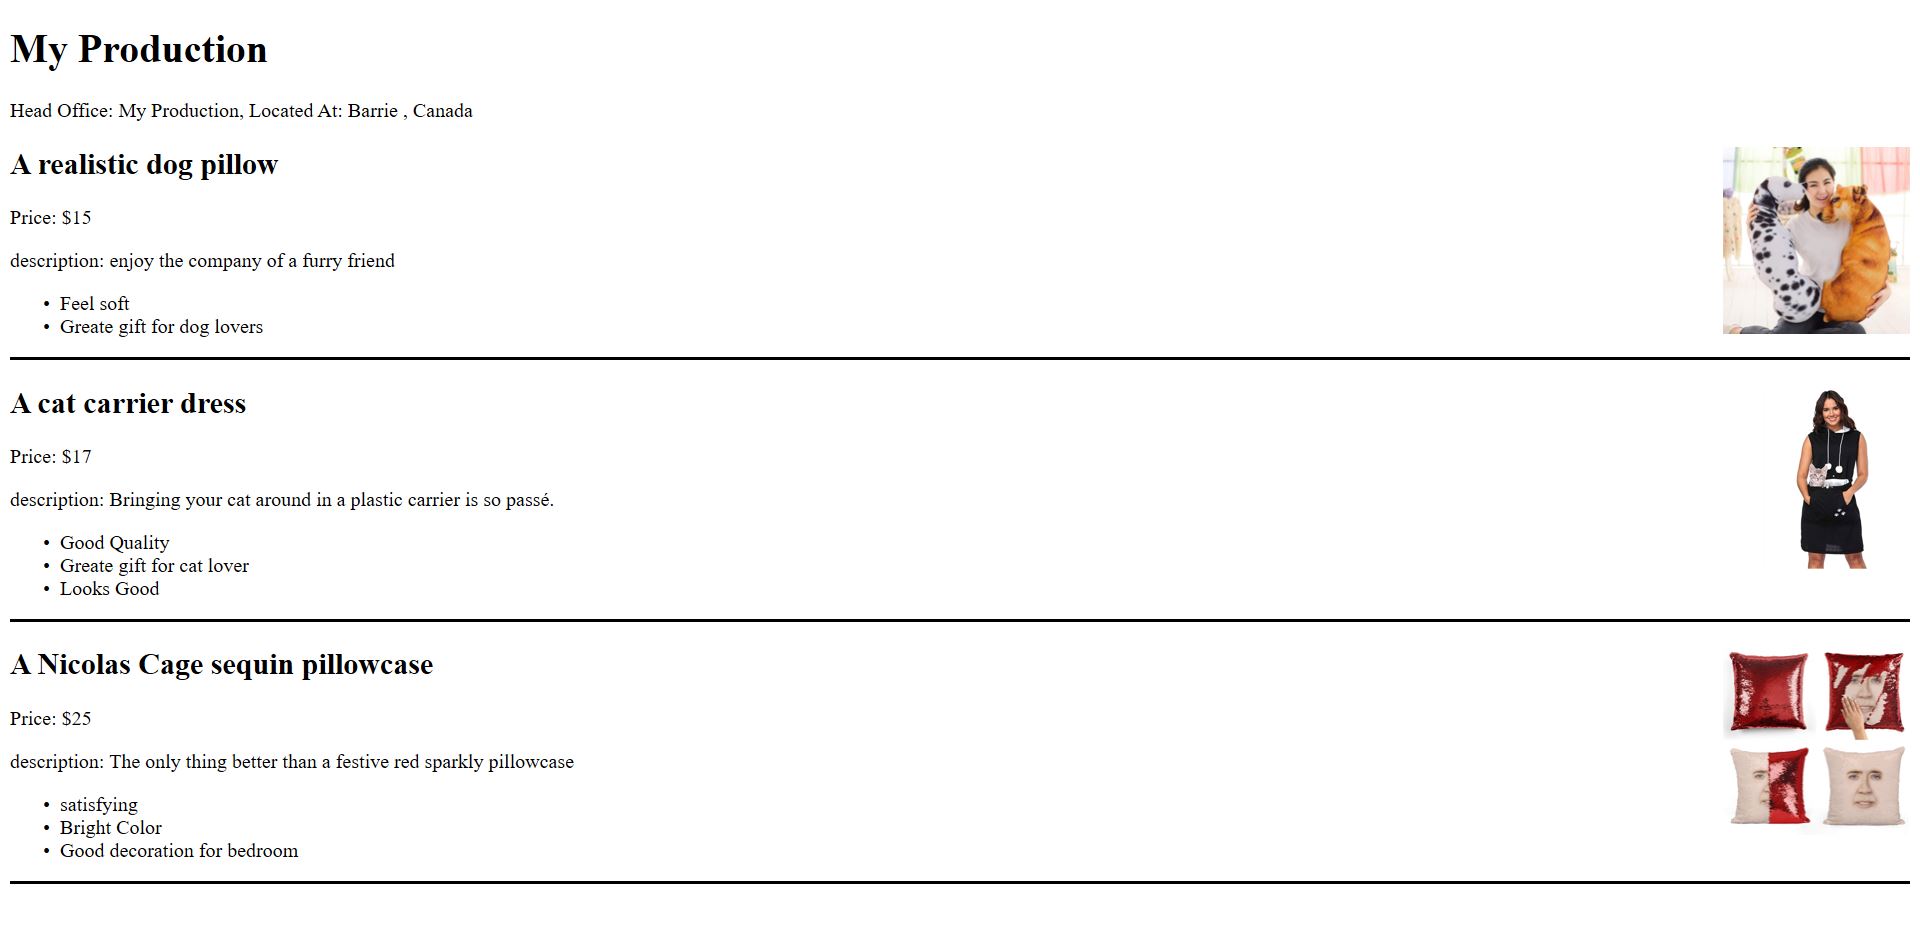 My Production
Head Office: My Production, Located At: Barrie , Canada
A realistic dog pillow
Price: $15
description: enjoy the company of a furry friend
• Feel soft
• Greate gift for dog lovers
A cat carrier dress
Price: $17
description: Bringing your cat around in a plastic carrier is so passé.
• Good Quality
• Greate gift for cat lover
• Looks Good
A Nicolas Cage sequin pillowcase
Price: $25
description: The only thing better than a festive red sparkly pillowcase
• satisfying
• Bright Color
• Good decoration for bedroom